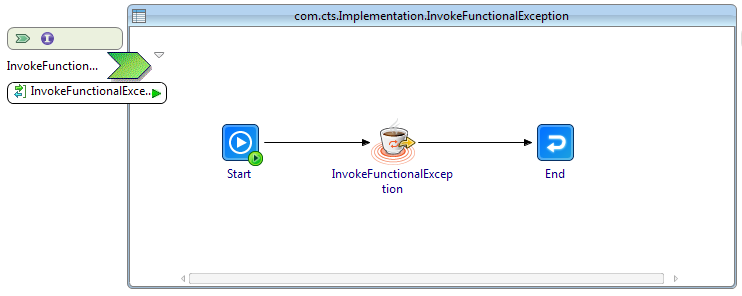 com.cts.Implementation.InvokeFunctionalException
I
InvokeFunction...
InvokeFunctionalExce..
Start
InvokeFunctionalExcep
tion
End